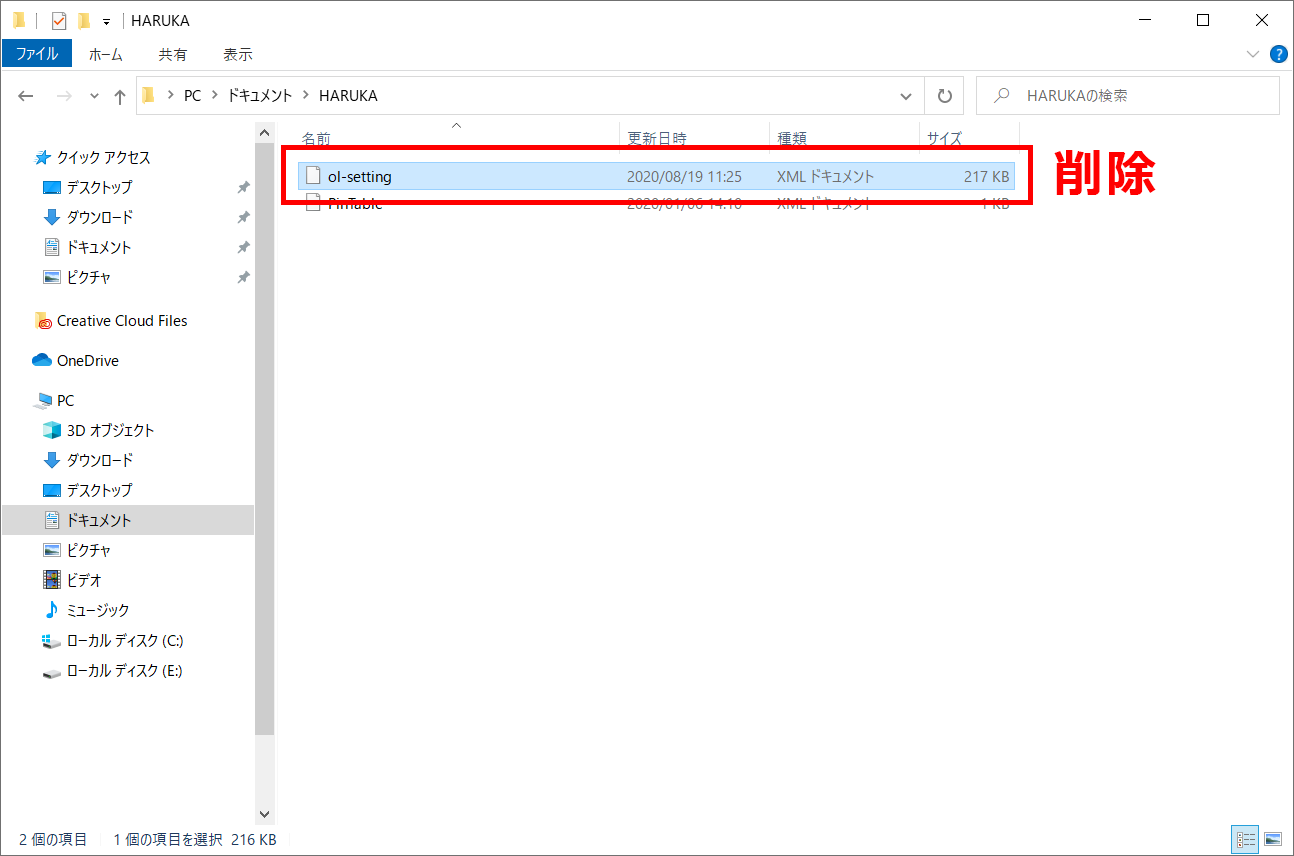 HARUKA
ファイル ホーム 共有 表示
PC ドキュメント HARUKA HARUKAの検索
名前 更新日時 種類 サイズ
oI-setting 2020/08/19 11:25 XML ドキュメント 217 KB
削除
PinTable 2020/01/06 14:10 XML ドキュメント 1 KB
クイック アクセス
デスクトップ
ダウンロード
ドキュメント
ピクチャ
Creative Cloud Files
OneDrive
PC
3D オブジェクト
ダウンロード
デスクトップ
ドキュメント
ピクチャ
ビデオ
ミュージック
ローカル ディスク (C:)
ローカル ディスク (E:)
2 個の項目 1 個の項目を選択 216 KB